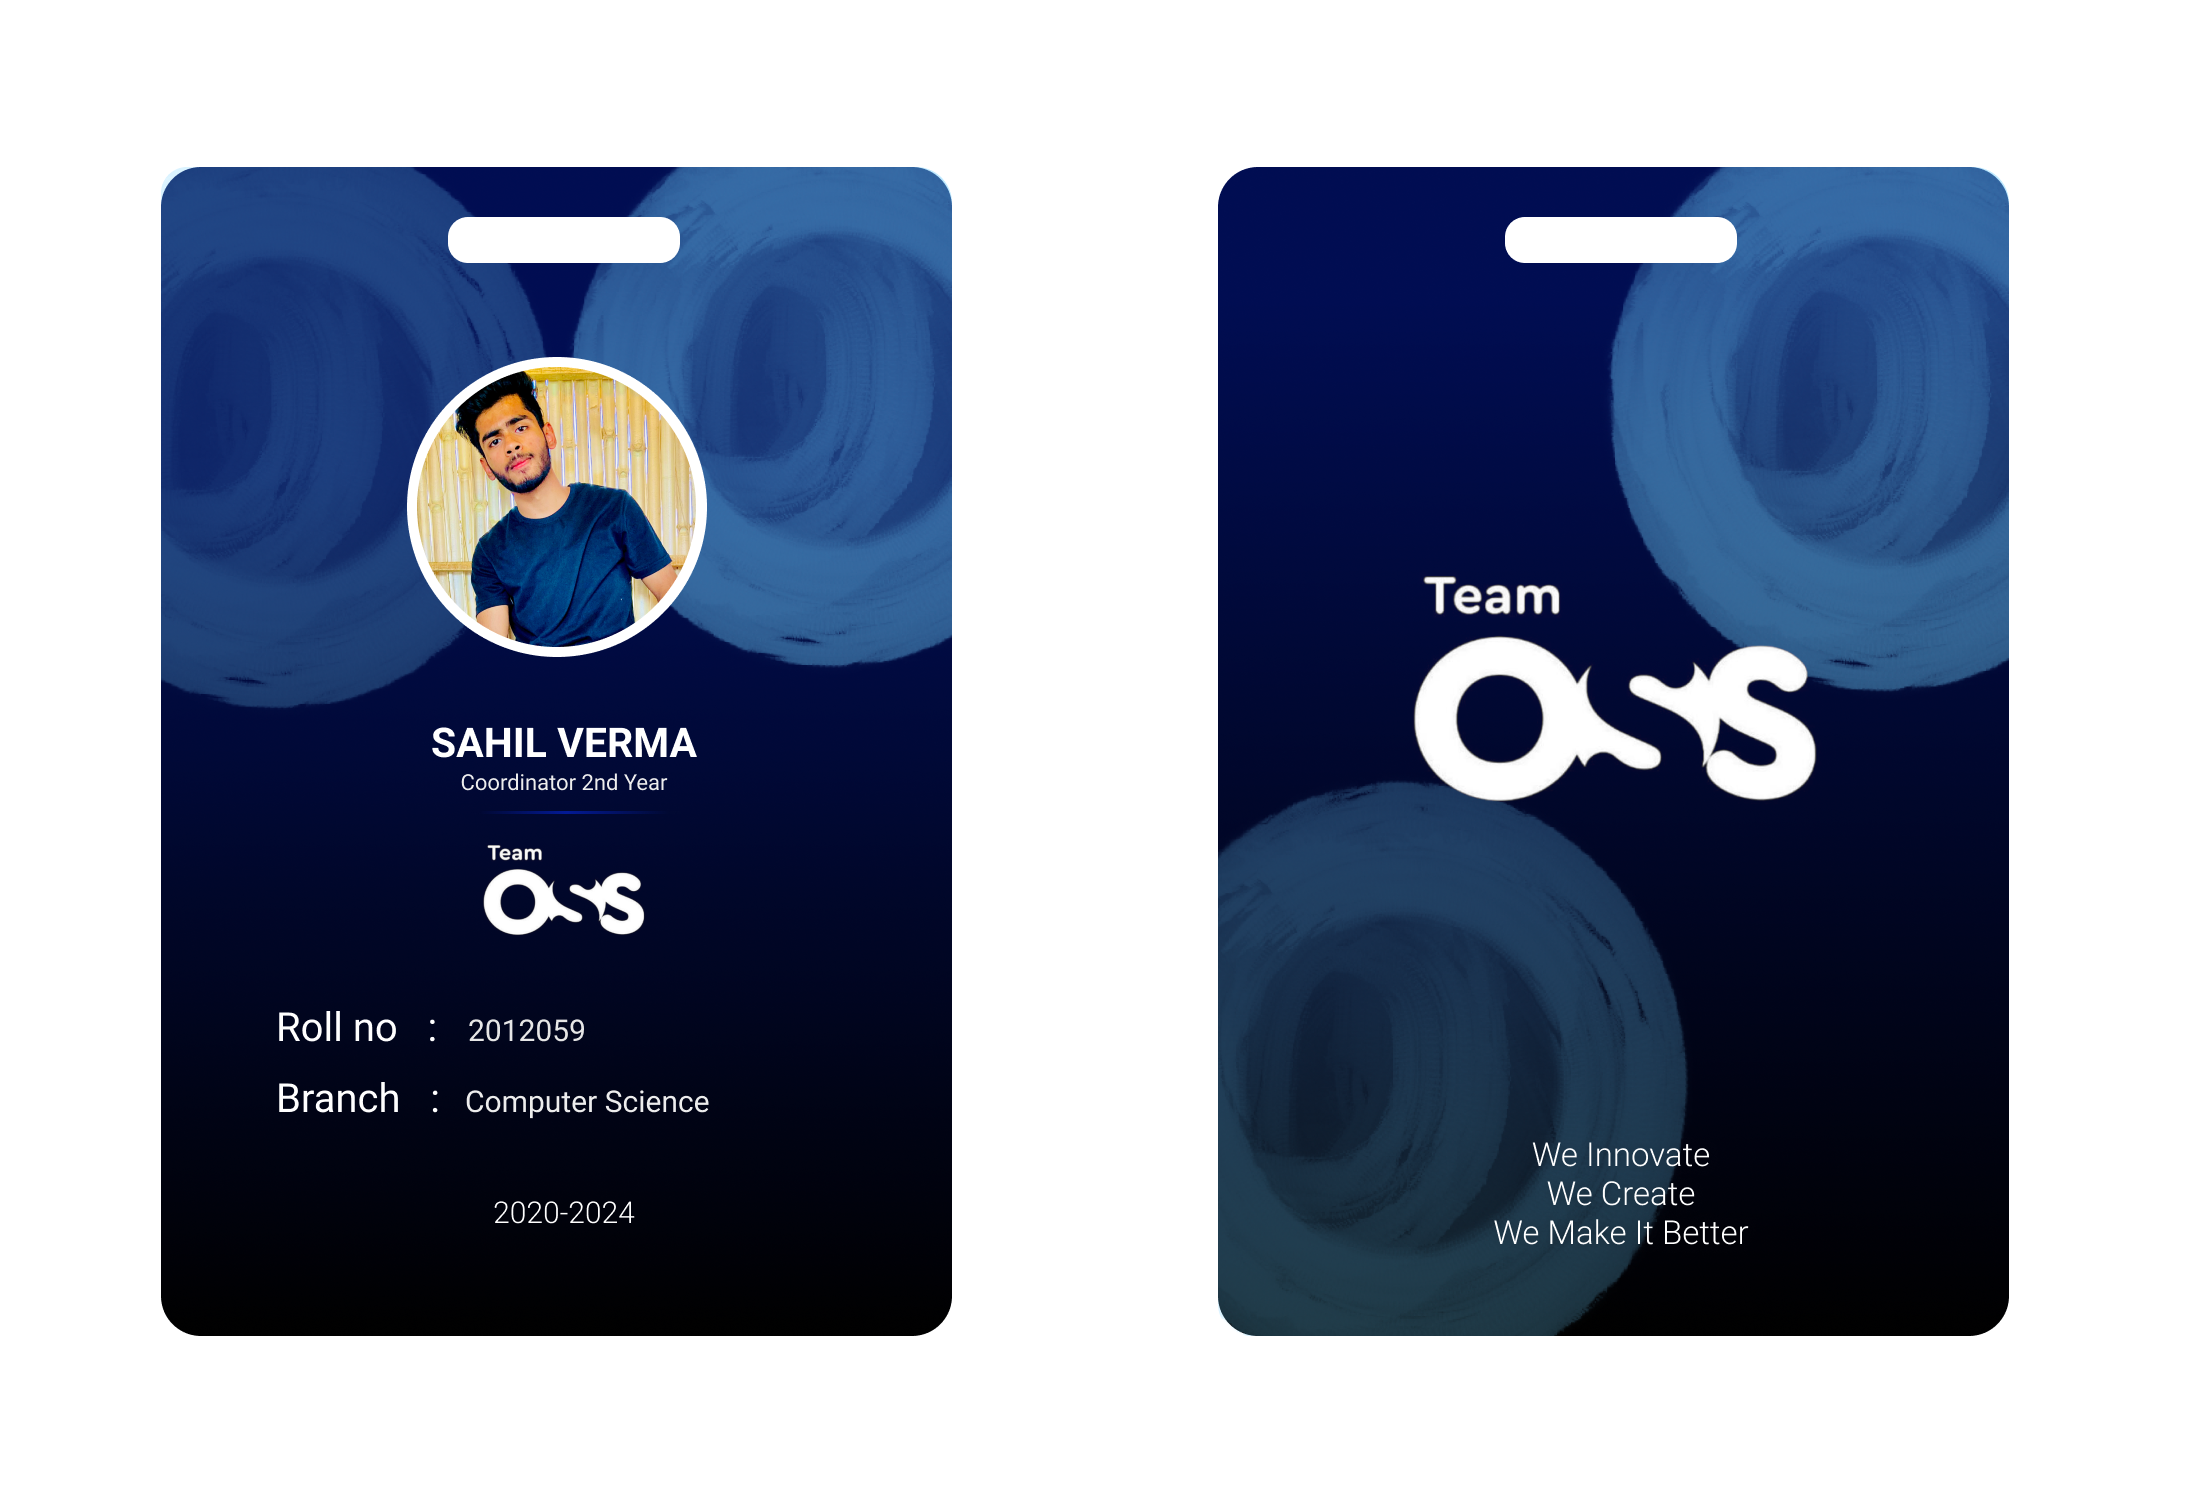 SAHIL VERMA
Coordinator 2nd Year
Team
OSS
Roll no : 2012059
Branch : Computer Science
2020-2024
Team
OSS
We Innovate
We Create
We Make It Better